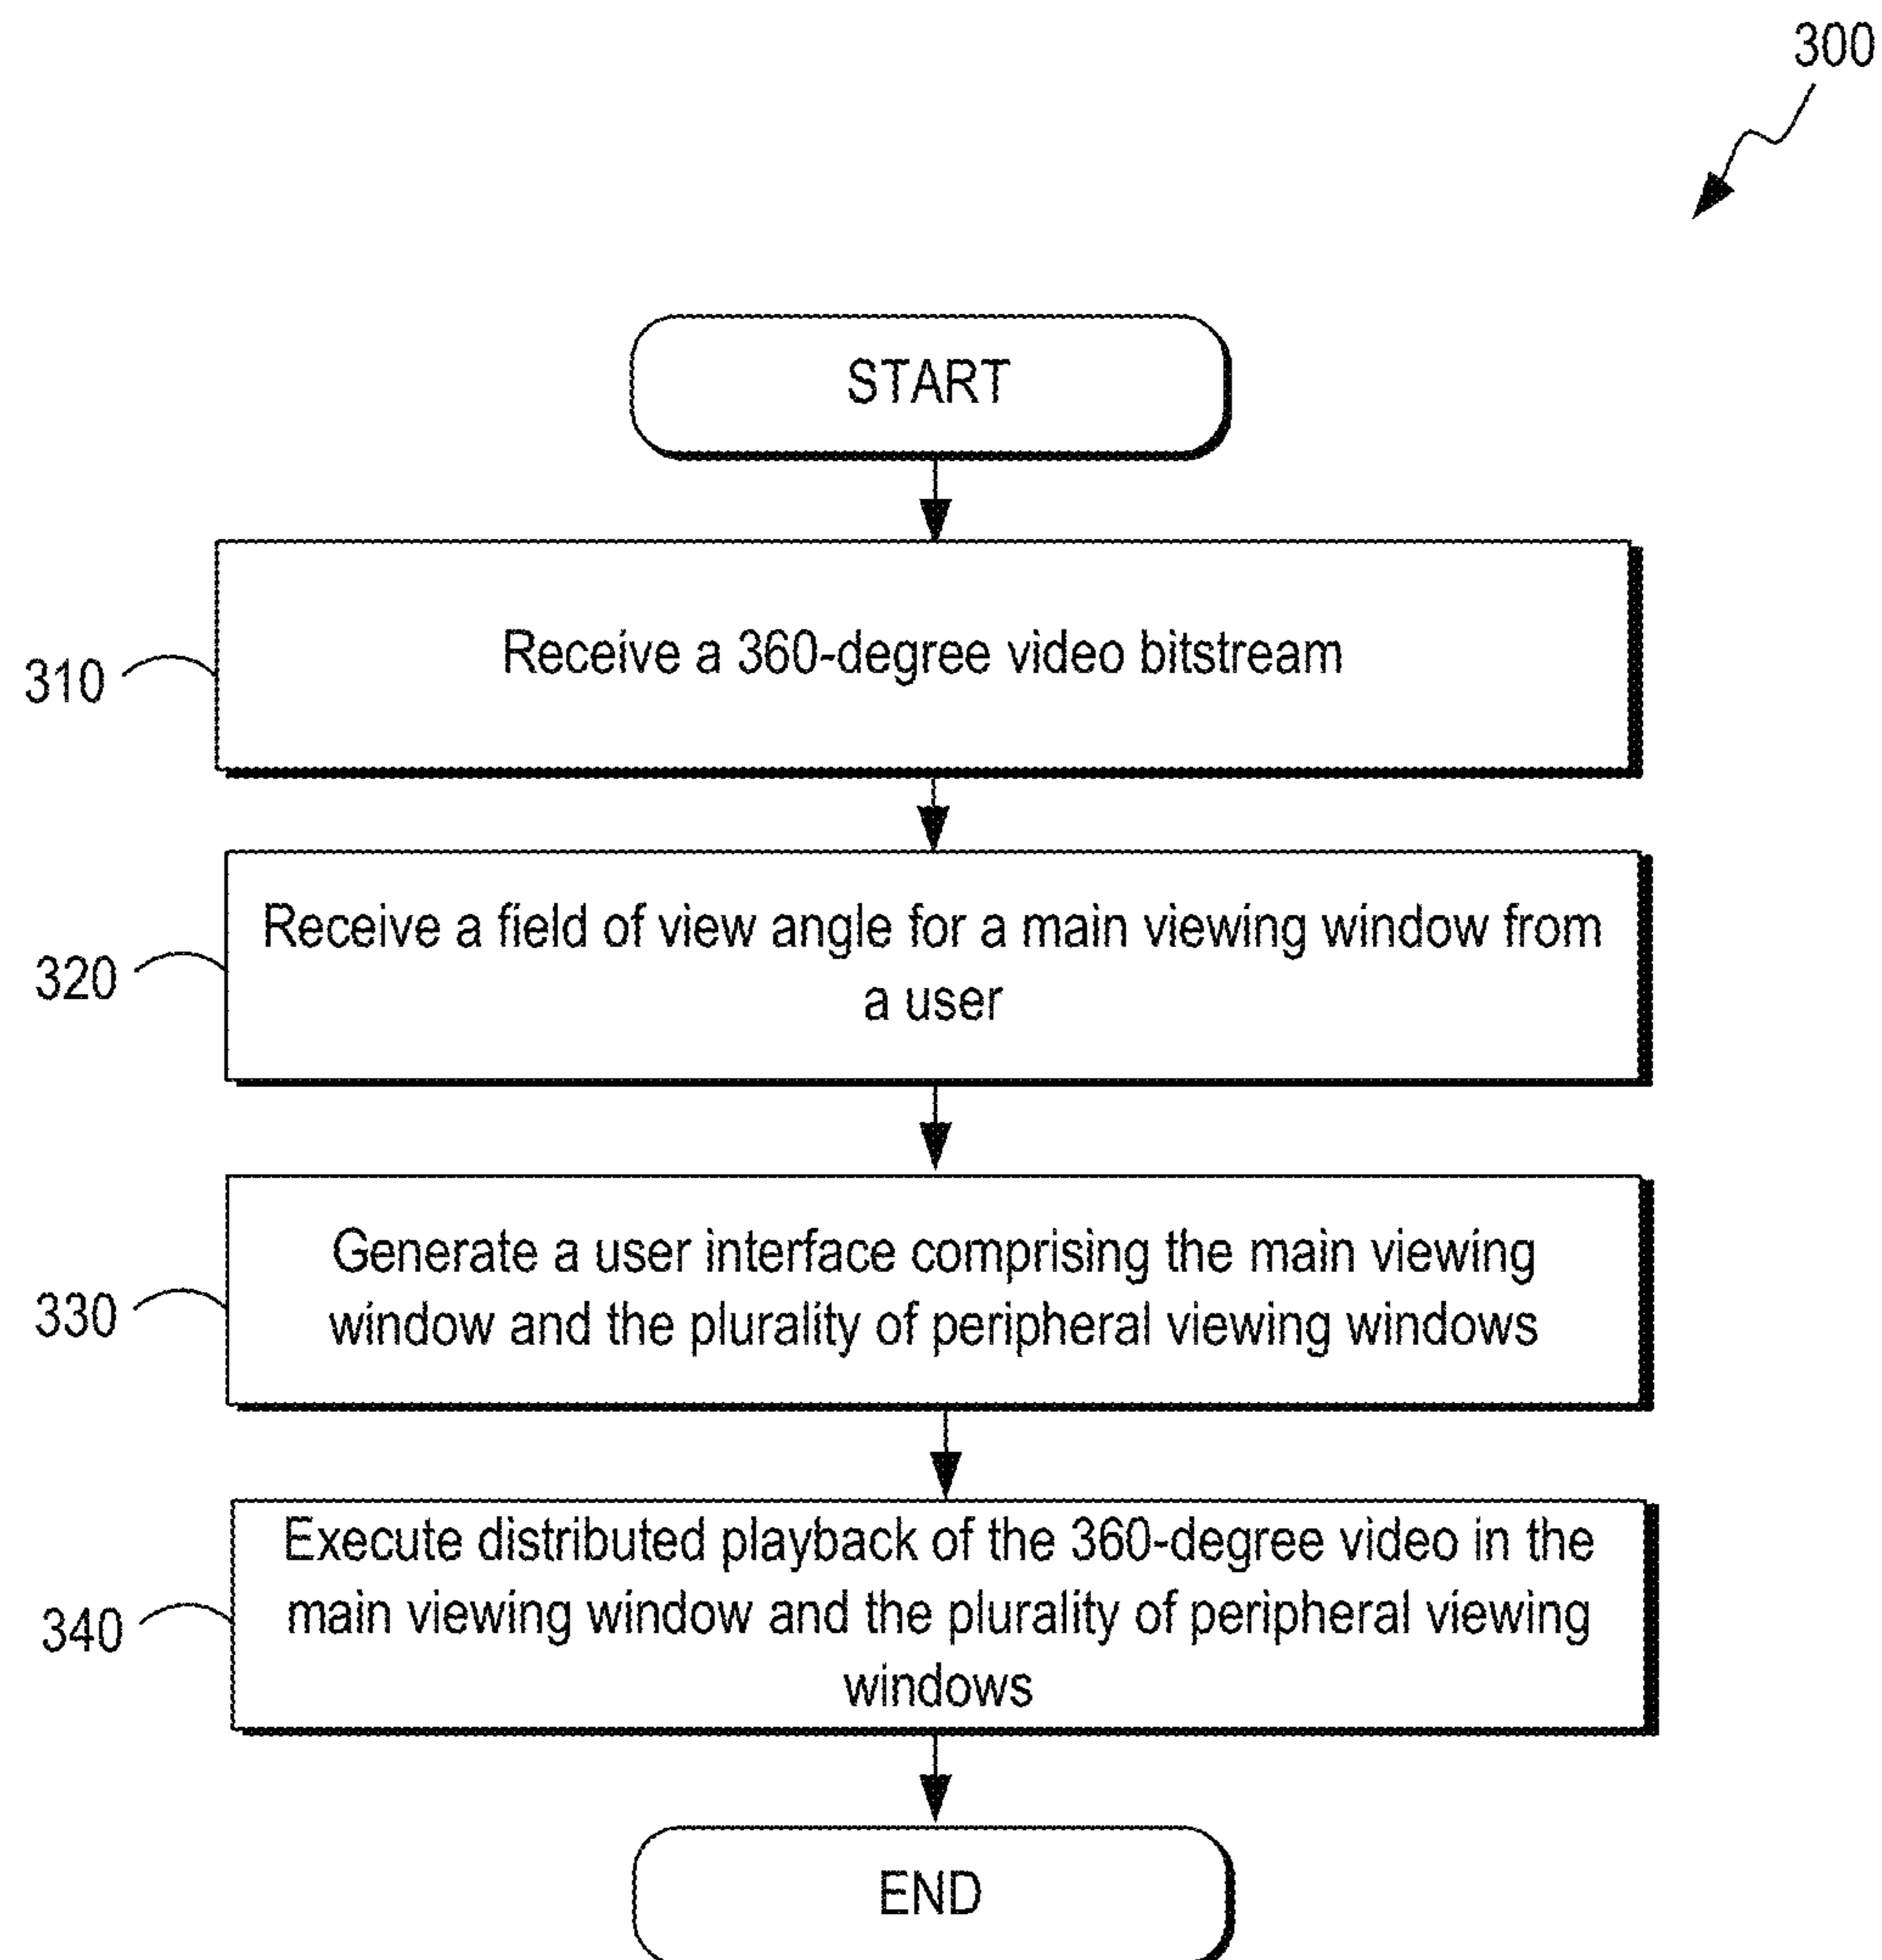 300
START
310
Receive a 360-degree video bitstream
320
Receive a field of view angle for a main viewing window from
a user
330
Generate a user interface comprising the main viewing
window and the plurality of peripheral viewing windows
340
Execute distributed playback of the 360-degree video in the
main viewing window and the plurality of peripheral viewing
windows
END